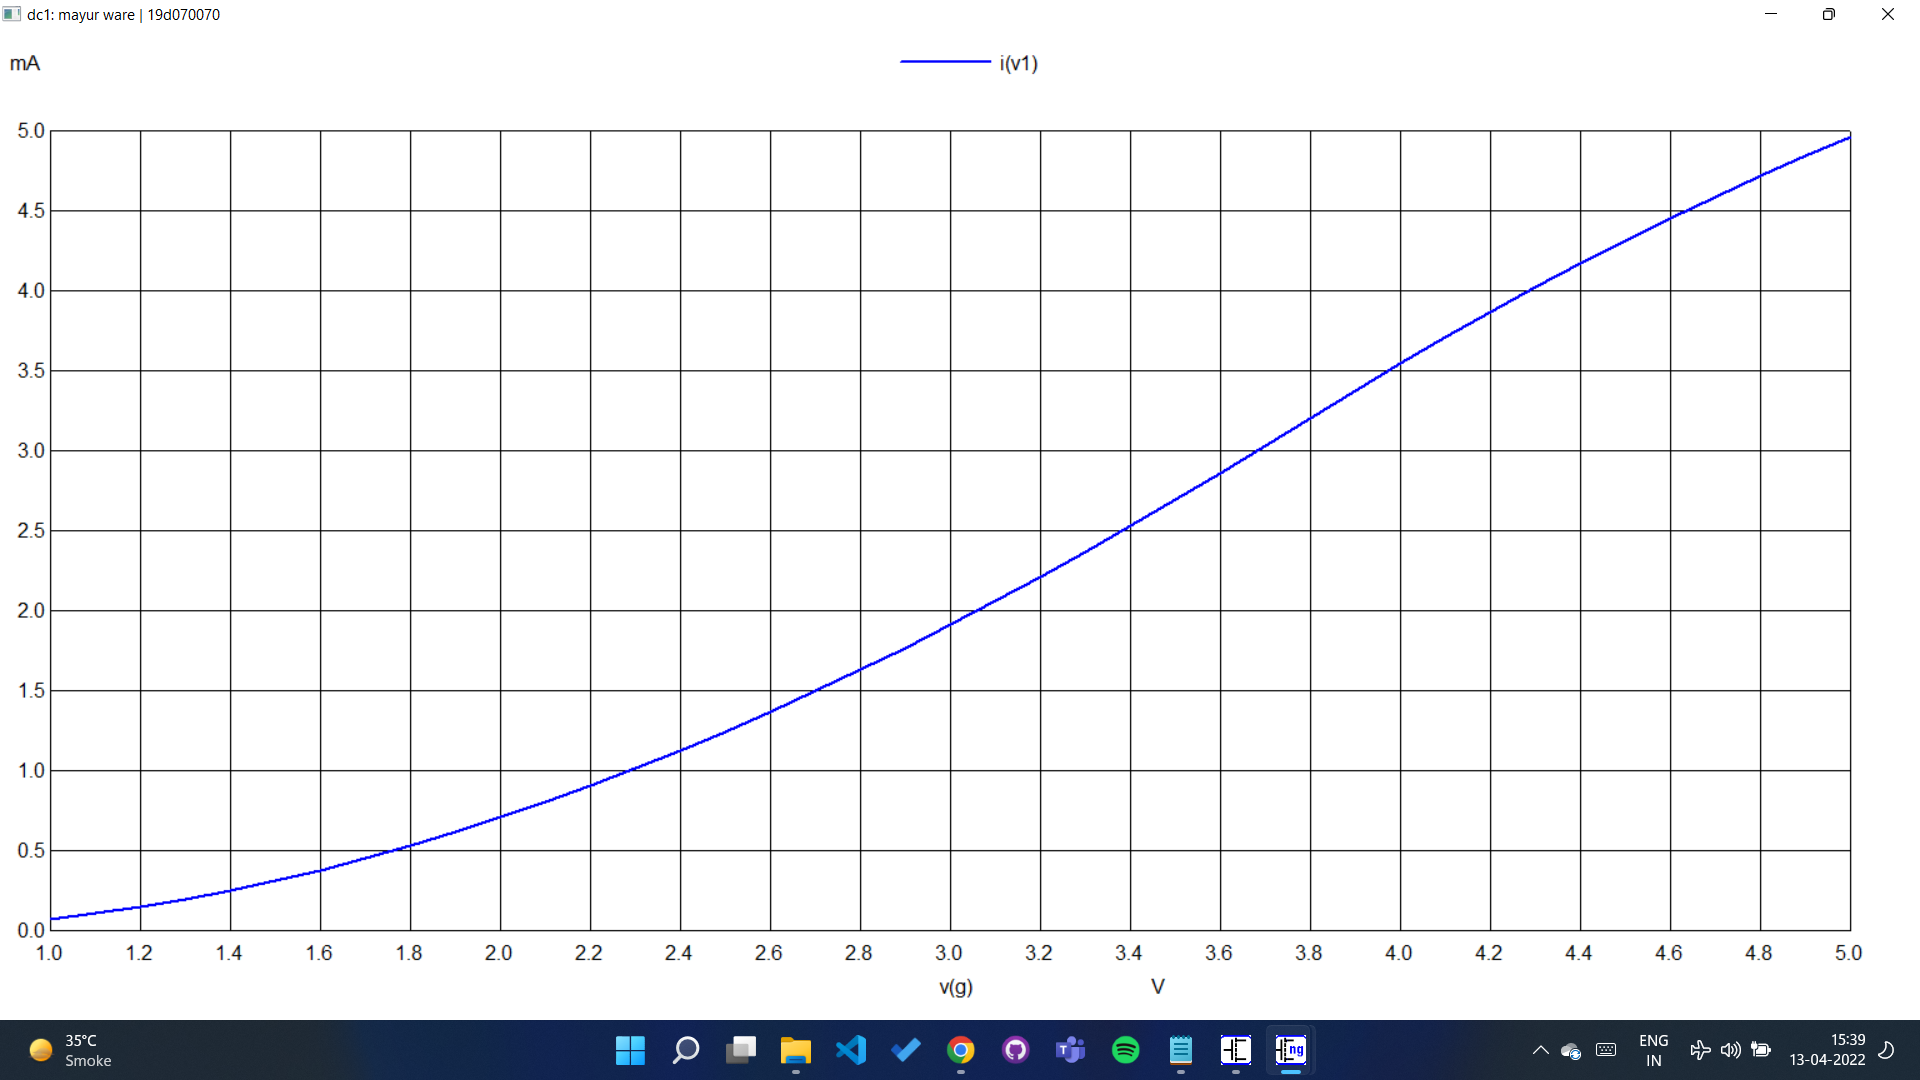 dc1: mayur ware | 19d070070
mA
i(v1)
5.0
4.5
4.0
3.5
3.0
2.5
2.0
1.5
1.0
0.5
0.0
1.0 1.2 1.4 1.6 1.8 2.0 2.2 2.4 2.6 2.8 3.0 3.2 3.4 3.6 3.8 4.0 4.2 4.4 4.6 4.8 5.0
v(g) V
35°C
Smoke
T
ng
ENG
IN
15:39
13-04-2022